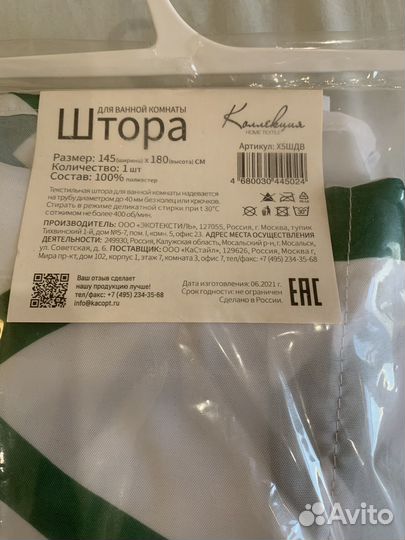 ДЛЯ ВАННОЙ КОМНАТЫ
Штора
Коллекция
HOME TEXTILE
Размер: 145(ширина) x 180(высота) СМ
Количество: 1 шт
Состав: 100% полиэстер
Артикул: Х5ШДВ
4 680030 445024
Текстильная штора для ванной комнаты надевается
на трубу диаметром до 40 мм без колец или крючков.
Стирать в режиме деликатной стирки при t 30°С
с отжимом не более 400 об/мин.
ПРОИЗВОДИТЕЛЬ: ООО «ЭКОТЕКСТИЛЬ», 127055, Россия, г. Москва, тупик
Тихвинский 1-й, дом №5-7, пом. I, комн. 5, офис 23. АДРЕС МЕСТА ОСУЩЕСТВЛЕНИЯ
ДЕЯТЕЛЬНОСТИ: 249930, Россия, Калужская область, Мосальский р-н, г. Мосальск,
ул. Советская, д. 6. ПОСТАВЩИК: ООО «КаСтайл», 129626, Россия, Москва г,
Мира пр-кт, дом 102, корпус 1, этаж 7, комната 3, офис 7, тел. +7 (495) 234-35-68
Ваш отзыв сделает
нашу продукцию лучше!
тел/факс: +7 (495) 234-35-68
info@kacopt.ru
Дата изготовления: 06.2021 г.
Срок годности: не ограничен
Сделано в России.
EAC
Avito